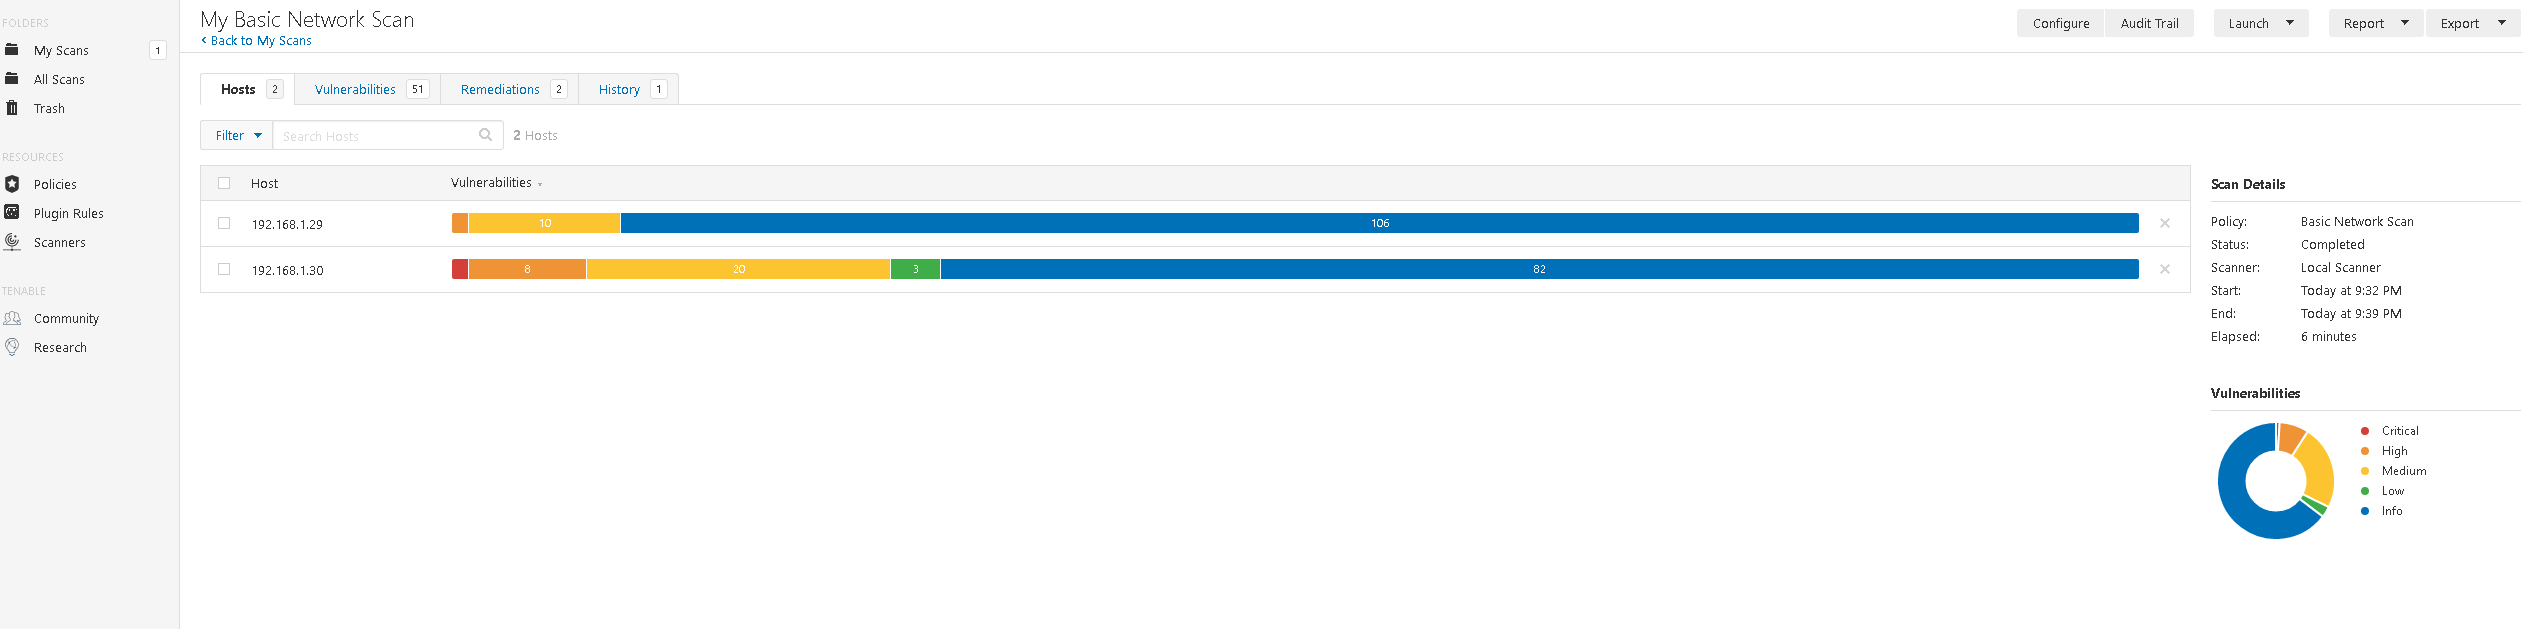 FOLDERS
My Scans 1
All Scans
Trash
RESOURCES
Policies
Plugin Rules
Scanners
TENABLE
Community
Research
My Basic Network Scan
< Back to My Scans
Configure Audit Trail Launch Report Export
Hosts 2 Vulnerabilities 51 Remediations 2 History 1
Filter Search Hosts 2 Hosts
Host Vulnerabilities
192.168.1.29 10 106
192.168.1.30 8 20 3 82
Scan Details
Policy: Basic Network Scan
Status: Completed
Scanner: Local Scanner
Start: Today at 9:32 PM
End: Today at 9:39 PM
Elapsed: 6 minutes
Vulnerabilities
Critical
High
Medium
Low
Info